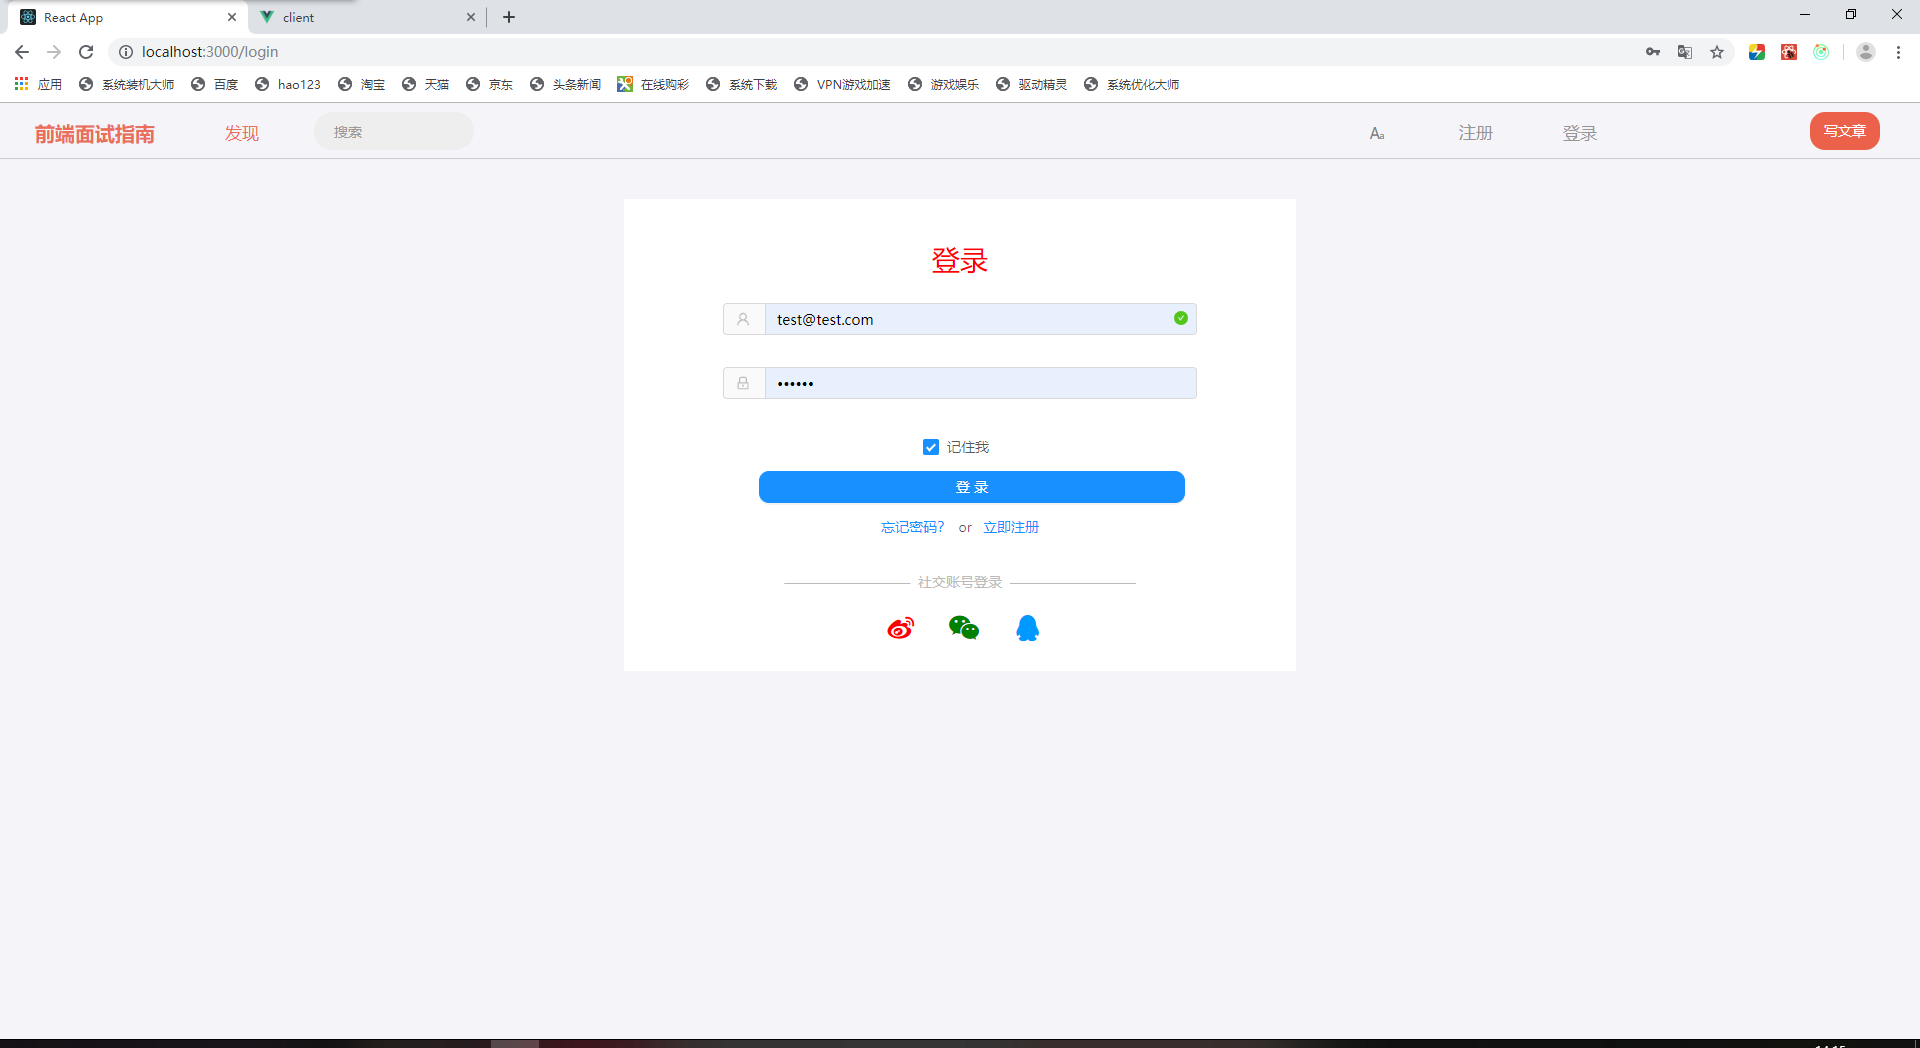 React App
client
localhost:3000/login
应用 系统装机大师 百度 hao123 淘宝 天猫 京东 头条新闻 在线购彩 系统下载 VPN游戏加速 游戏娱乐 驱动精灵 系统优化大师
前端面试指南 发现 搜索 Aa 注册 登录 写文章
登录
test@test.com
••••••
记住我
登 录
忘记密码? or 立即注册
社交账号登录